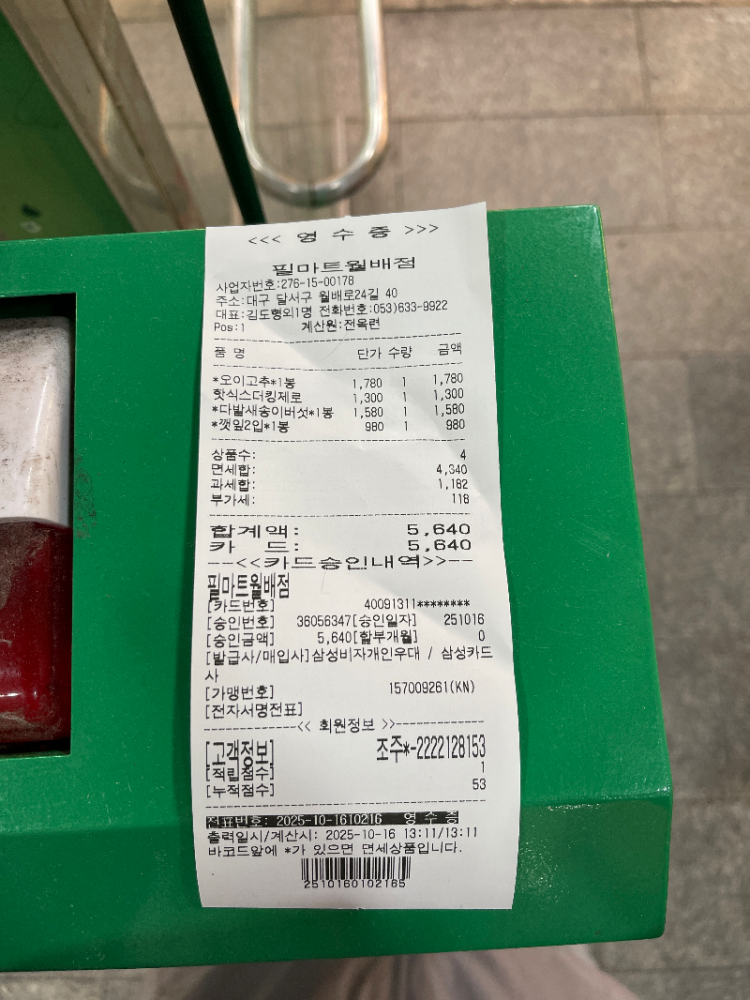 <<< 영 수 증 >>>
필마트월배점
사업자번호:276-15-00178
주소:대구 달서구 월배로24길 40
대표:김도형외1명 전화번호:053)633-9922
Pos:1 계산원:전옥련
품 명 단가 수량 금액
*오이고추*1봉 1,780 1 1,780
핫식스더킹제로 1,300 1 1,300
*다발새송이버섯*1봉 1,580 1 1,580
*깻잎2입*1봉 980 1 980
상품수: 4
면세합: 4,340
과세합: 1,182
부가세: 118
합계액: 5,640
카 드: 5,640
--<<카드승인내역>>--
필마트월배점
[카드번호] 40091311********
[승인번호] 36056347[승인일자] 251016
[승인금액] 5,640[할부개월] 0
[발급사/매입사]삼성비자개인우대 / 삼성카드
사
[가맹번호] 157009261(KN)
[전자서명전표]
<< 회원정보 >>
[고객정보] 조주*-2222128153
[적립점수] 1
[누적점수] 53
전표번호: 2025-10-1610216 영 수 증
출력일시/계산시: 2025-10-16 13:11/13:11
바코드앞에 *가 있으면 면세상품입니다.
2510160102165